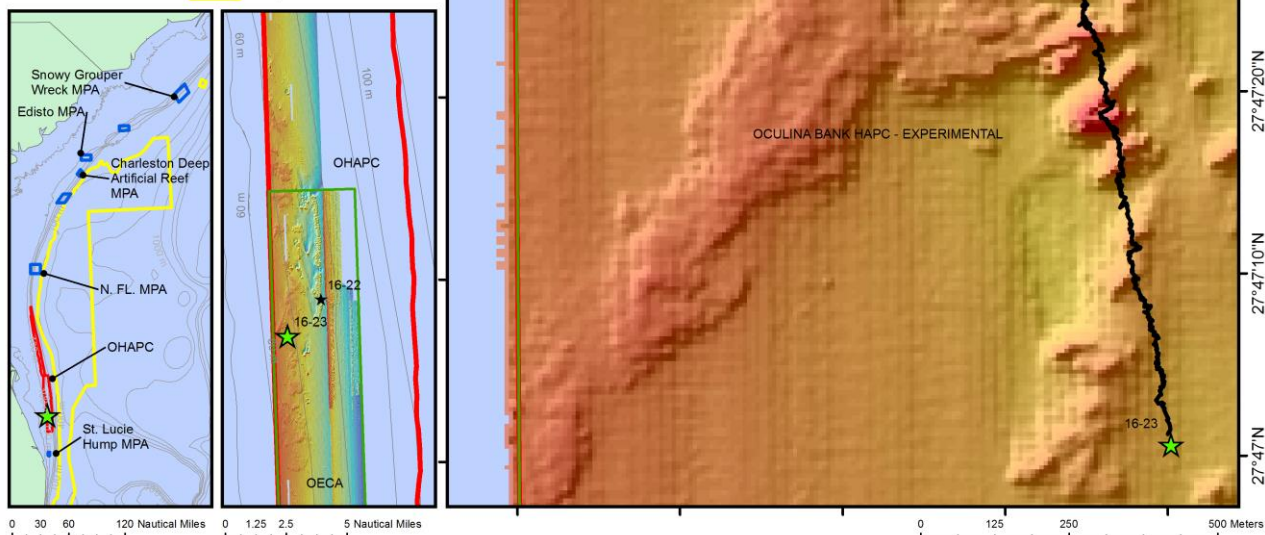 Snowy Grouper
Wreck MPA
Edisto MPA
Charleston Deep
Artificial Reef
MPA
1000 m
N. FL. MPA
OHAPC
St. Lucie
Hump MPA
0 30 60 120 Nautical Miles
60 m
100 m
OHAPC
60 m
16-22
16-23
OECA
0 1.25 2.5 5 Nautical Miles
OCULINA BANK HAPC - EXPERIMENTAL
16-23
27°47'20"N
27°47'10"N
27°47'N
0 125 250 500 Meters